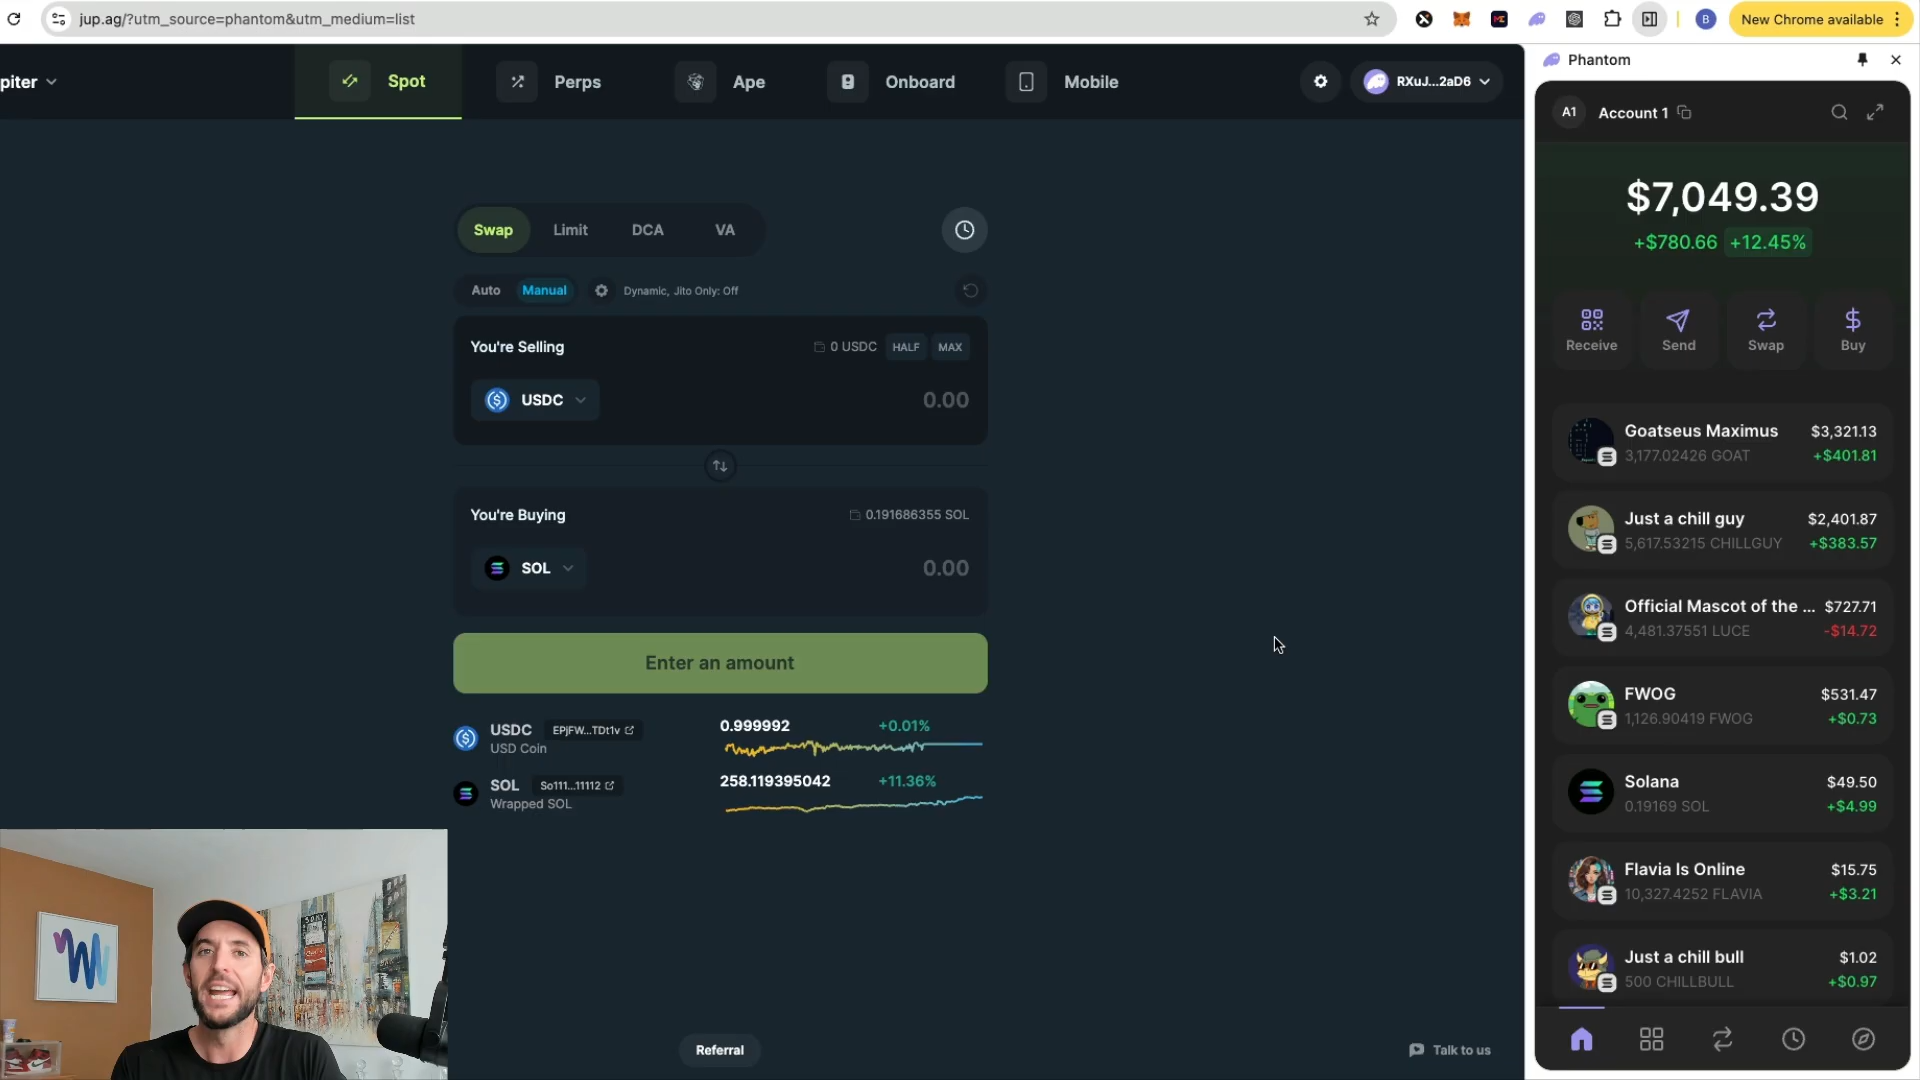 jup.ag/?utm_source=phantom&utm_medium=list
B
New Chrome available
piter
Spot
Perps
Ape
Onboard
Mobile
RXuJ...2aD6
Swap
Limit
DCA
VA
Auto
Manual
Dynamic, Jito Only: Off
You're Selling
0 USDC
HALF
MAX
USDC
0.00
You're Buying
0.191686355 SOL
SOL
0.00
Enter an amount
USDC EPjFW...TDt1v 0.999992 +0.01%
USD Coin
SOL So111...11112 258.119395042 +11.36%
Wrapped SOL
Referral
Talk to us
Phantom
A1 Account 1
$7,049.39
+$780.66 +12.45%
Receive
Send
Swap
Buy
Goatseus Maximus $3,321.13
3,177.02426 GOAT +$401.81
Just a chill guy $2,401.87
5,617.53215 CHILLGUY +$383.57
Official Mascot of the ... $727.71
4,481.37551 LUCE -$14.72
FWOG $531.47
1,126.90419 FWOG +$0.73
Solana $49.50
0.19169 SOL +$4.99
Flavia Is Online $15.75
10,327.4252 FLAVIA +$3.21
Just a chill bull $1.02
500 CHILLBULL +$0.97